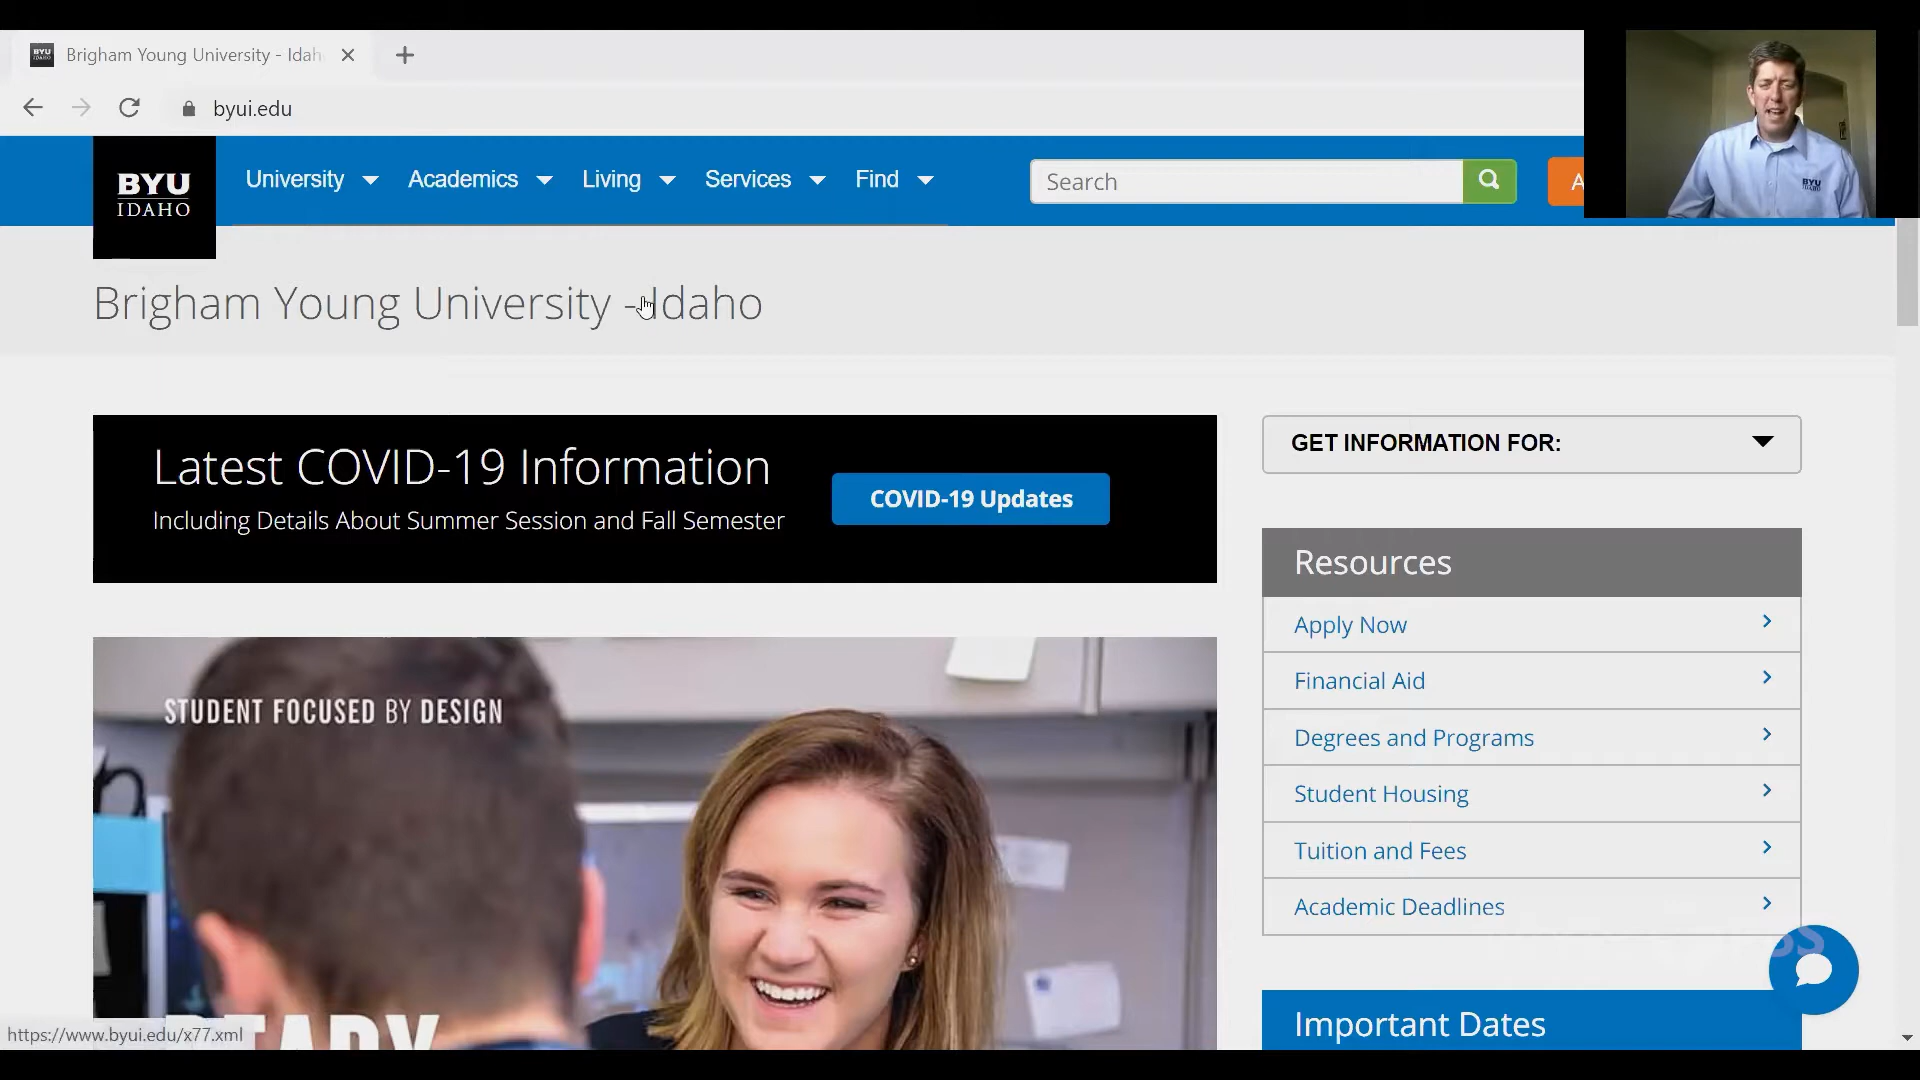 Brigham Young University - Idah
byui.edu
BYU
IDAHO
University
Academics
Living
Services
Find
Search
BYU
Brigham Young University - Idaho
Latest COVID-19 Information
Including Details About Summer Session and Fall Semester
COVID-19 Updates
GET INFORMATION FOR:
Resources
Apply Now
Financial Aid
Degrees and Programs
Student Housing
Tuition and Fees
Academic Deadlines
STUDENT FOCUSED BY DESIGN
READY
Important Dates
https://www.byui.edu/x77.xml